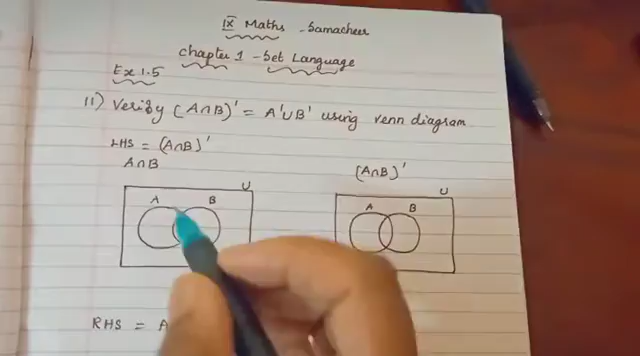 IX Maths - Samacheer
Chapter 1 - Set Language
Ex 1.5
11) Verify (A∩B)' = A'∪B' using venn diagram
LHS = (A∩B)'
A∩B
(A∩B)'
U
A B
U
A B
RHS = A